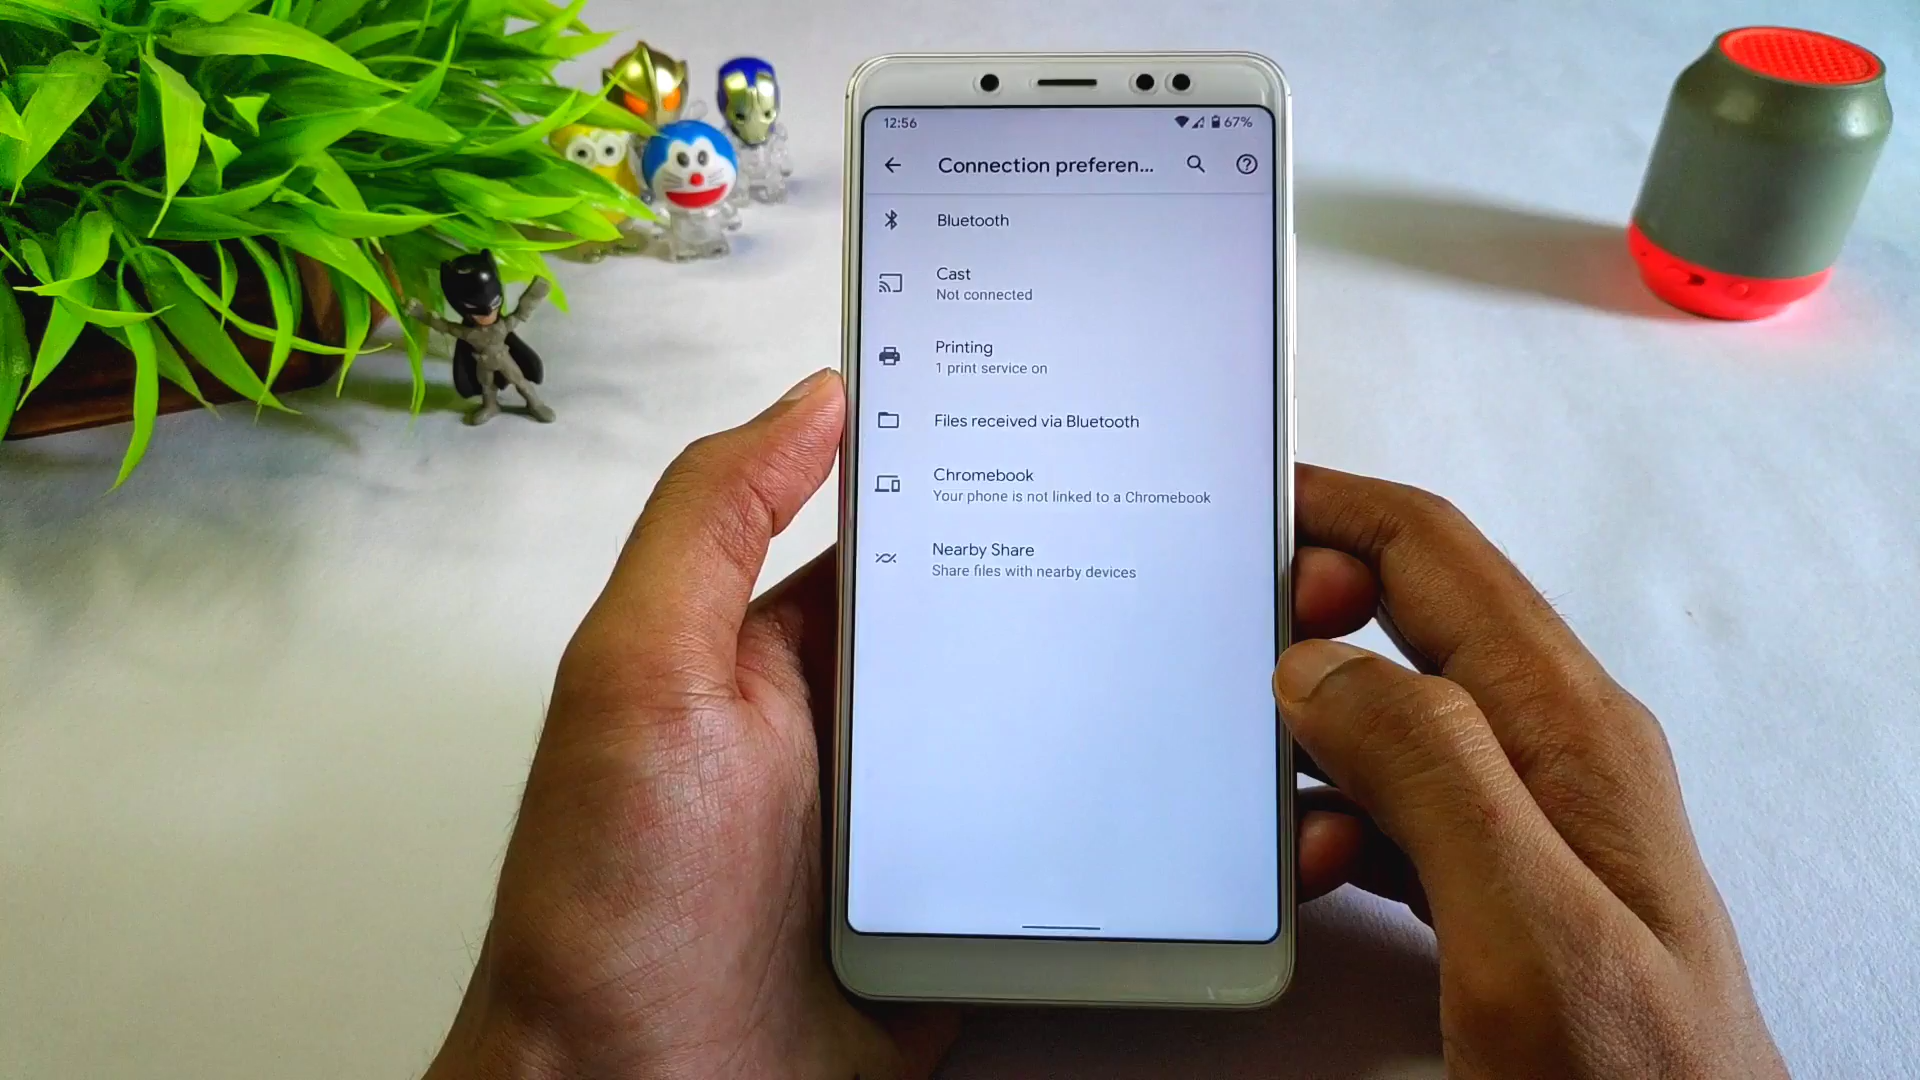 12:56
67%
Connection preferen...
Bluetooth
Cast
Not connected
Printing
1 print service on
Files received via Bluetooth
Chromebook
Your phone is not linked to a Chromebook
Nearby Share
Share files with nearby devices